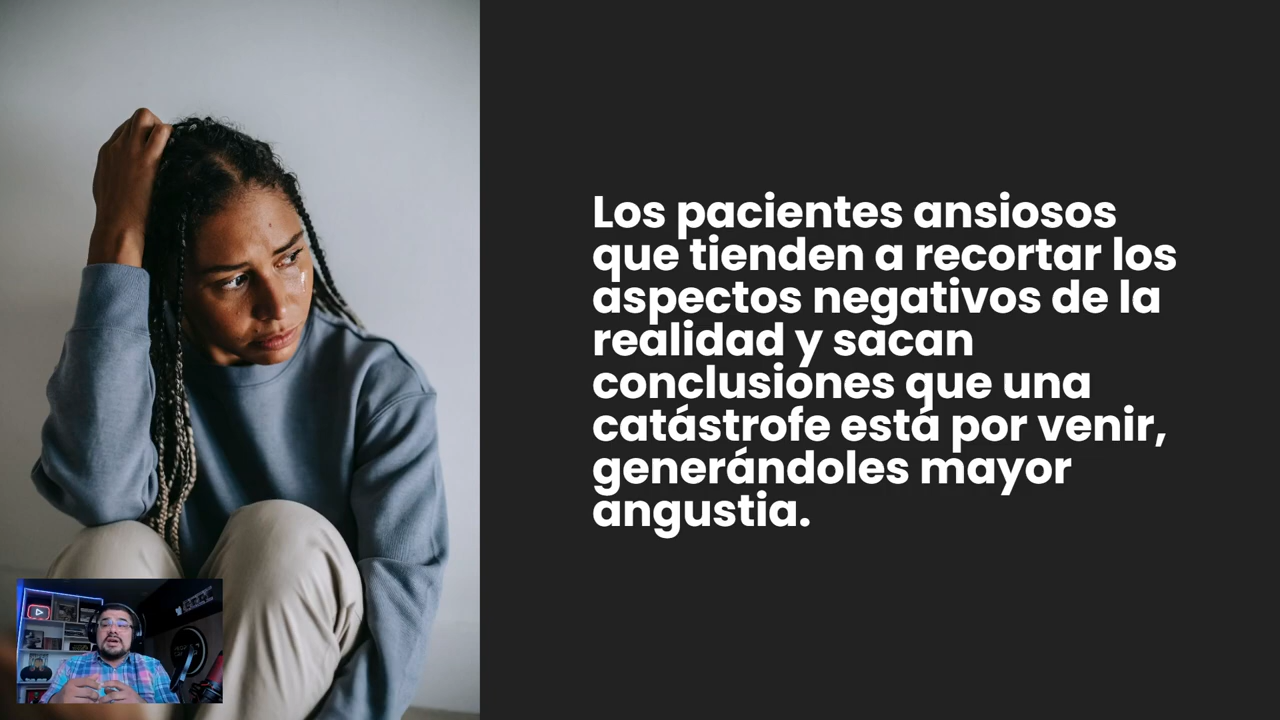 Los pacientes ansiosos
que tienden a recortar los
aspectos negativos de la
realidad y sacan
conclusiones que una
catástrofe está por venir,
generándoles mayor
angustia.